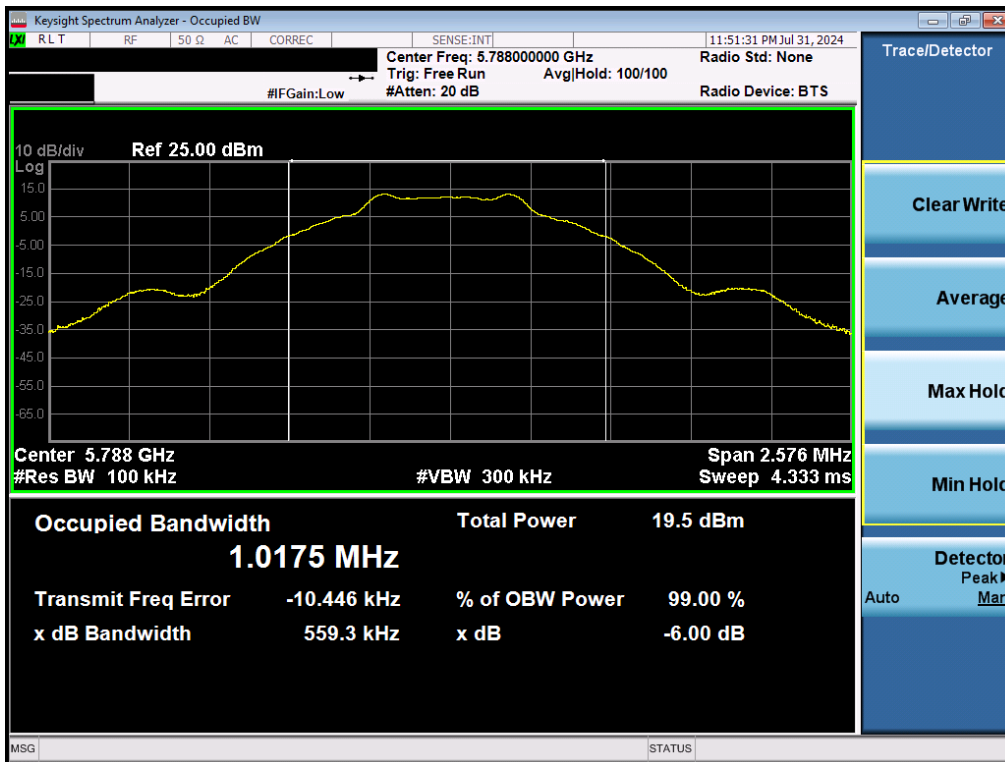 Keysight Spectrum Analyzer - Occupied BW
LXI RLT RF 50 Ω AC CORREC SENSE:INT 11:51:31 PM Jul 31, 2024
Center Freq: 5.788000000 GHz Radio Std: None
Trig: Free Run Avg|Hold: 100/100
#IFGain:Low #Atten: 20 dB Radio Device: BTS
Trace/Detector
10 dB/div Ref 25.00 dBm
Log
15.0
5.00
-5.00
-15.0
-25.0
-35.0
-45.0
-55.0
-65.0
Center 5.788 GHz Span 2.576 MHz
#Res BW 100 kHz #VBW 300 kHz Sweep 4.333 ms
Occupied Bandwidth Total Power 19.5 dBm
1.0175 MHz
Transmit Freq Error -10.446 kHz % of OBW Power 99.00 %
x dB Bandwidth 559.3 kHz x dB -6.00 dB
Clear Write
Average
Max Hold
Min Hold
Detector
Peak
Auto Man
MSG STATUS